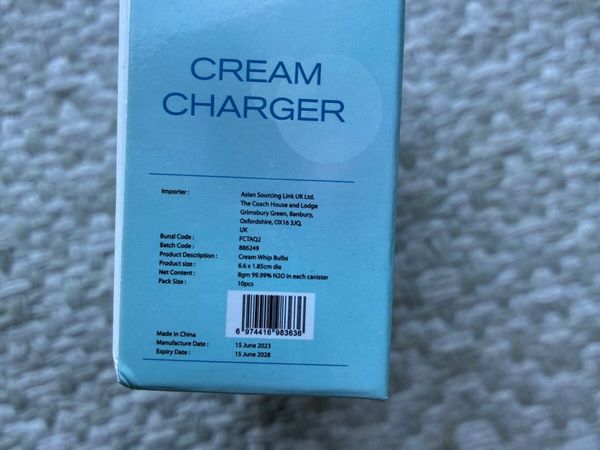 CREAM
CHARGER
Importer : Asian Sourcing Link UK Ltd.
The Coach House and Lodge
Grimsbury Green, Banbury,
Oxfordshire, OX16 3JQ,
UK
Bunzl Code : FCTAQ2
Batch Code : 886249
Product Description : Cream Whip Bulbs
Product size : 6.6 x 1.85cm dia
Net Content : 8gm 99.99% N2O in each canister
Pack Size : 10pcs
6 974416 983636
Made in China
Manufacture Date : 15 June 2023
Expiry Date : 15 June 2028